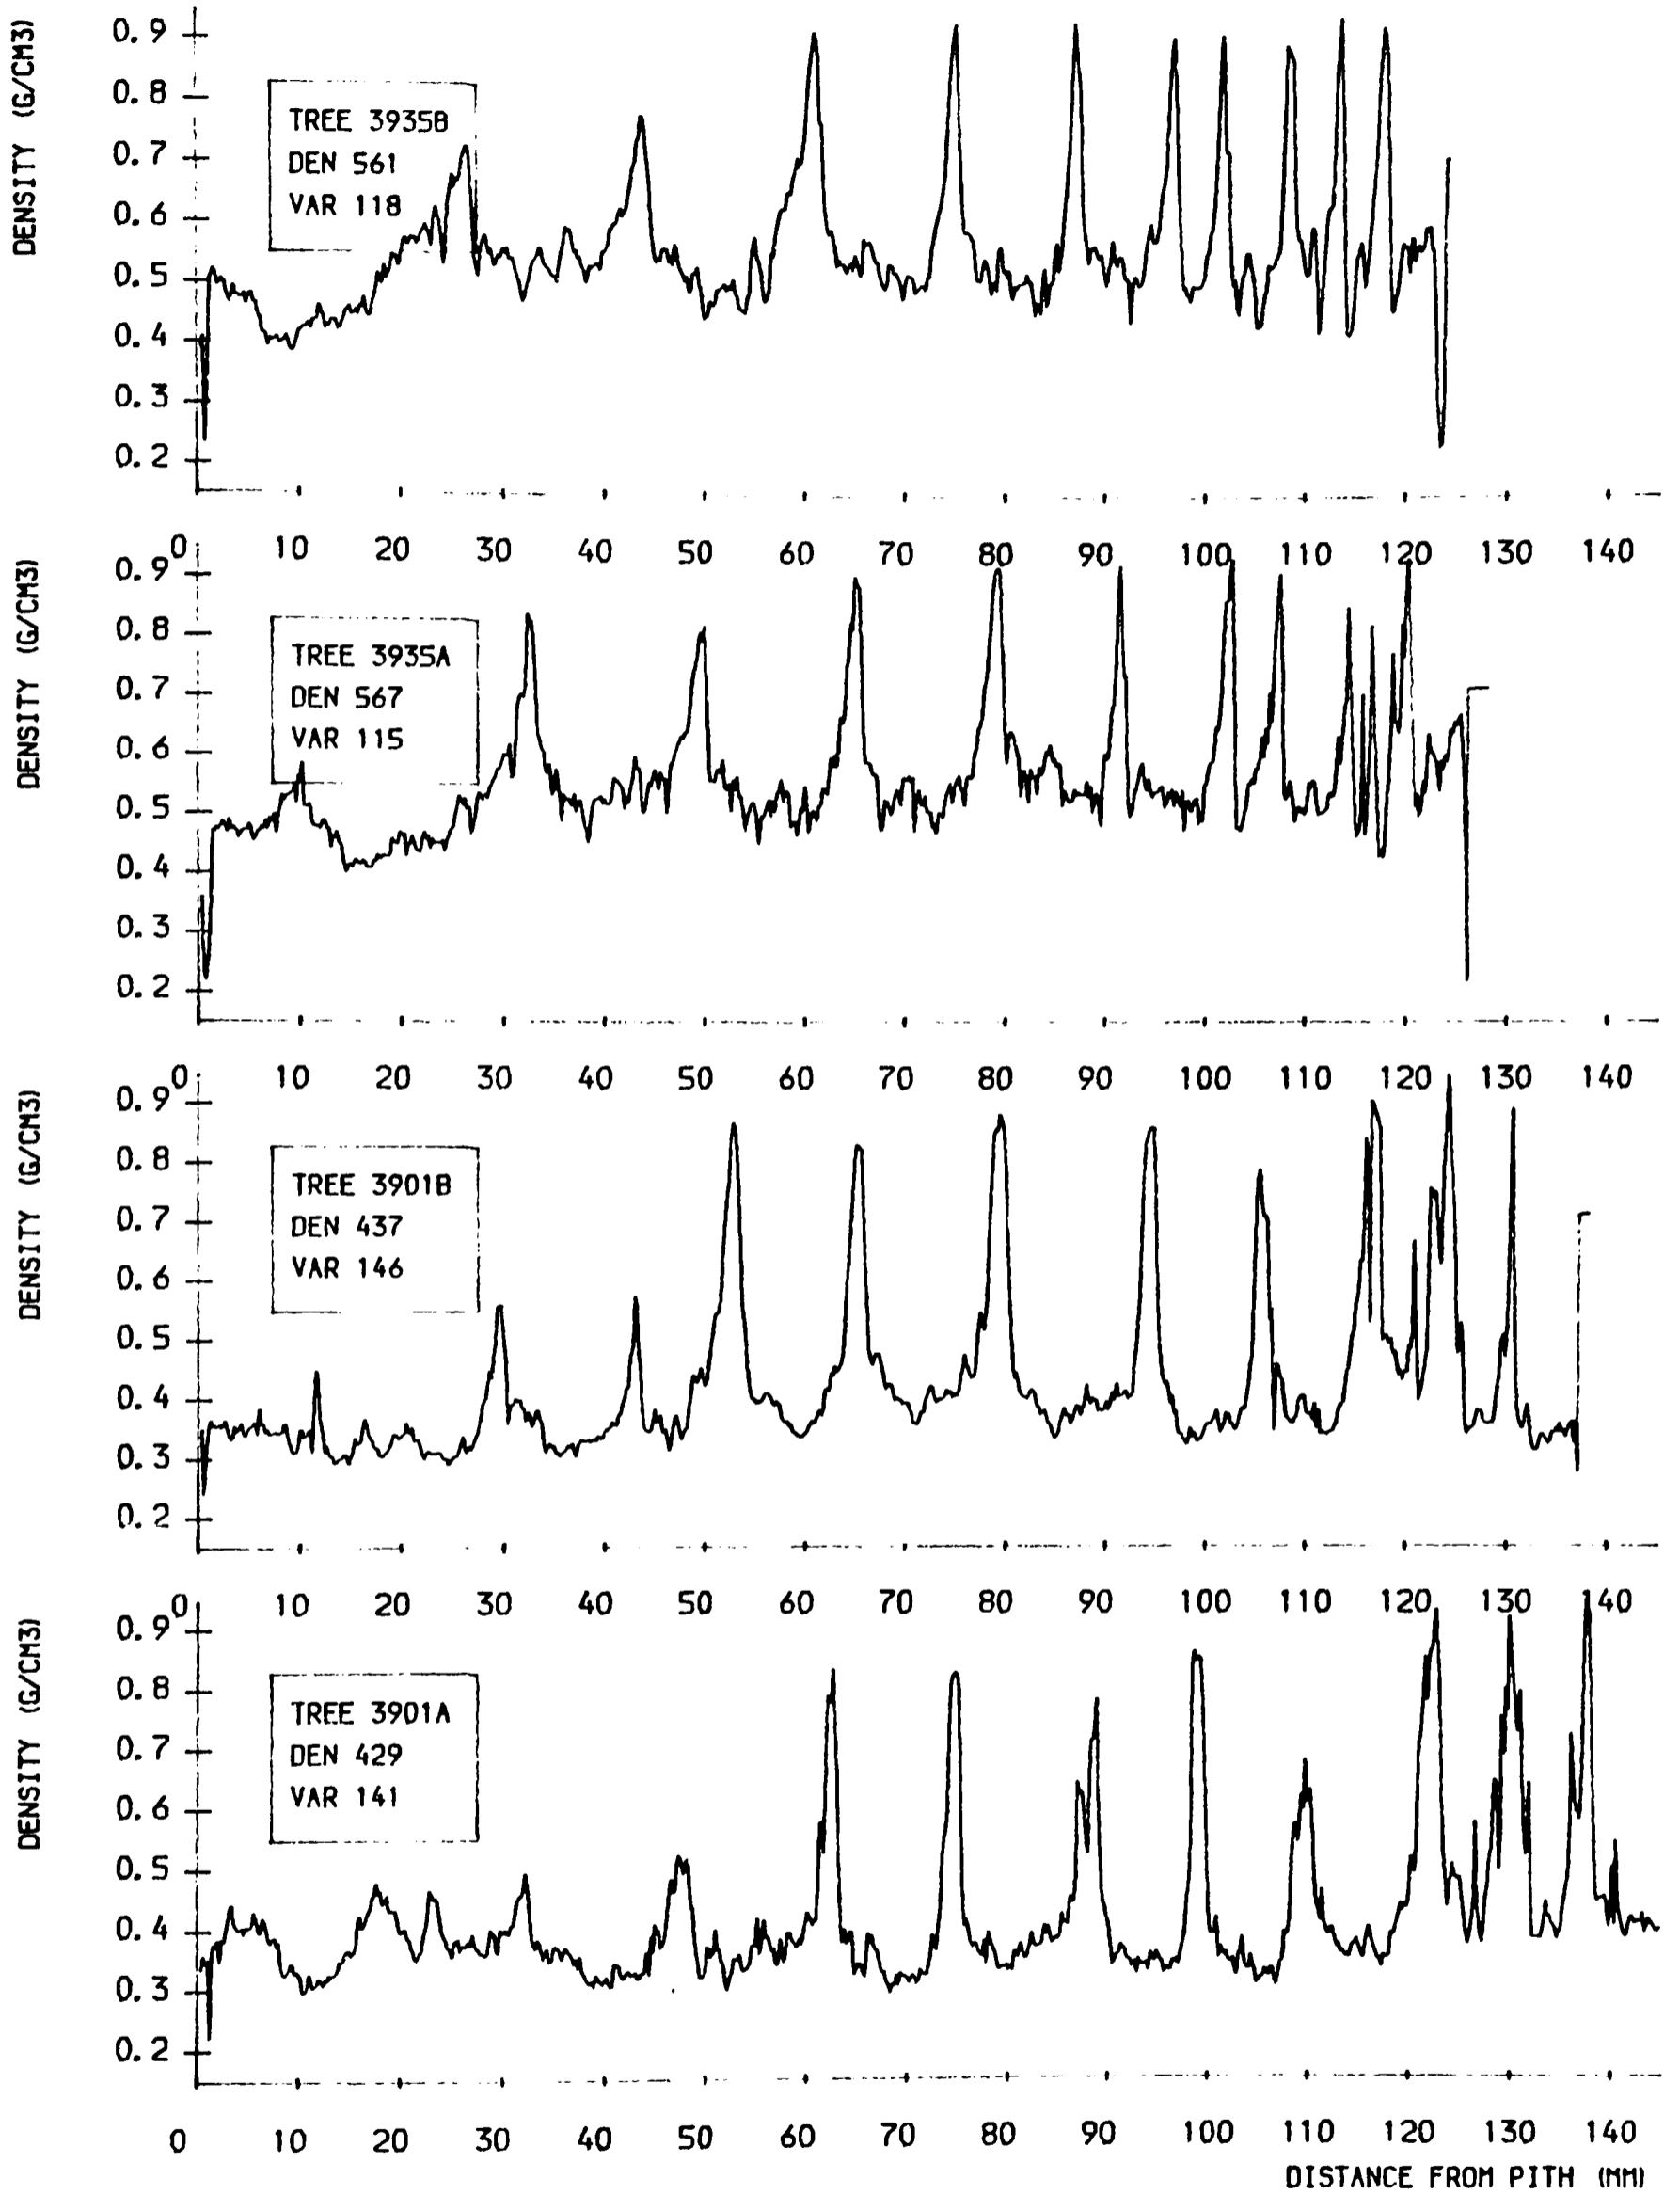 DENSITY (G/CM3)
0.9
0.8
0.7
0.6
0.5
0.4
0.3
0.2
TREE 3935B
DEN 561
VAR 118
0 10 20 30 40 50 60 70 80 90 100 110 120 130 140
DENSITY (G/CM3)
0.9
0.8
0.7
0.6
0.5
0.4
0.3
0.2
TREE 3935A
DEN 567
VAR 115
0 10 20 30 40 50 60 70 80 90 100 110 120 130 140
DENSITY (G/CM3)
0.9
0.8
0.7
0.6
0.5
0.4
0.3
0.2
TREE 3901B
DEN 437
VAR 146
0 10 20 30 40 50 60 70 80 90 100 110 120 130 140
DENSITY (G/CM3)
0.9
0.8
0.7
0.6
0.5
0.4
0.3
0.2
TREE 3901A
DEN 429
VAR 141
0 10 20 30 40 50 60 70 80 90 100 110 120 130 140
DISTANCE FROM PITH (MM)